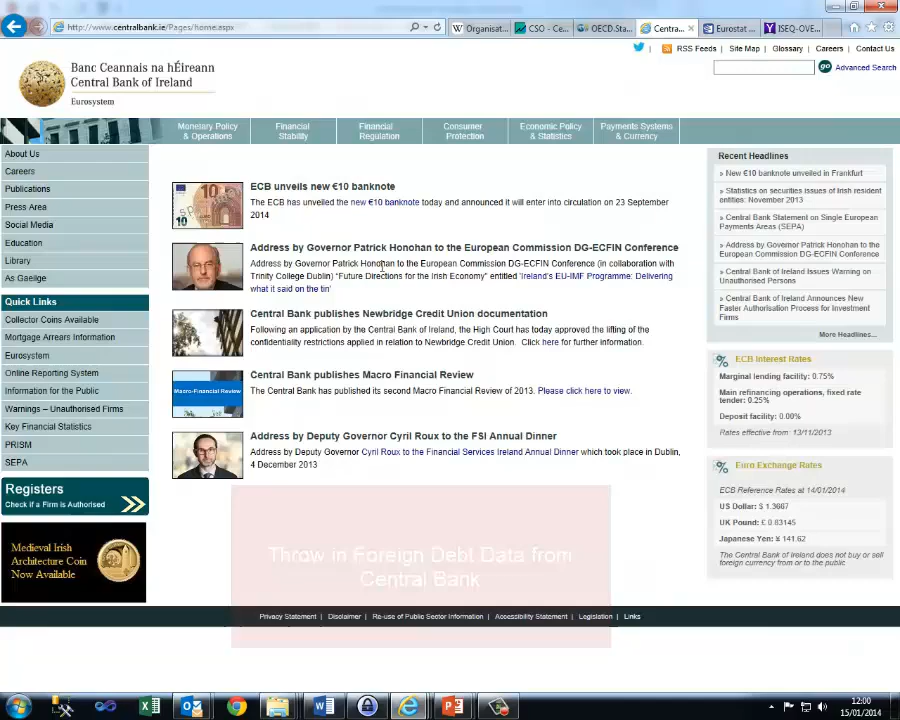 http://www.centralbank.ie/Pages/home.aspx
Organisat...
CSO - Ce...
OECD.Sta...
Centra...
Eurostat ...
ISEQ-OVE...
RSS Feeds | Site Map | Glossary | Careers | Contact Us
Banc Ceannais na hÉireann
Central Bank of Ireland
Eurosystem
GO
Advanced Search
Monetary Policy
& Operations
Financial
Stability
Financial
Regulation
Consumer
Protection
Economic Policy
& Statistics
Payments Systems
& Currency
About Us
Careers
Publications
Press Area
Social Media
Education
Library
As Gaeilge
Quick Links
Collector Coins Available
Mortgage Arrears Information
Eurosystem
Online Reporting System
Information for the Public
Warnings – Unauthorised Firms
Key Financial Statistics
PRISM
SEPA
Registers
Check if a Firm is Authorised
Medieval Irish
Architecture Coin
Now Available
ECB unveils new €10 banknote
The ECB has unveiled the new €10 banknote today and announced it will enter into circulation on 23 September
2014
Address by Governor Patrick Honohan to the European Commission DG-ECFIN Conference
Address by Governor Patrick Honohan to the European Commission DG-ECFIN Conference (in collaboration with
Trinity College Dublin) "Future Directions for the Irish Economy" entitled 'Ireland's EU-IMF Programme: Delivering
what it said on the tin'
Central Bank publishes Newbridge Credit Union documentation
Following an application by the Central Bank of Ireland, the High Court has today approved the lifting of the
confidentiality restrictions applied in relation to Newbridge Credit Union. Click here for further information.
Central Bank publishes Macro Financial Review
Macro-Financial Review
The Central Bank has published its second Macro Financial Review of 2013. Please click here to view.
Address by Deputy Governor Cyril Roux to the FSI Annual Dinner
Address by Deputy Governor Cyril Roux to the Financial Services Ireland Annual Dinner which took place in Dublin,
4 December 2013
Throw in Foreign Debt Data from
Central Bank
Recent Headlines
» New €10 banknote unveiled in Frankfurt
» Statistics on securities issues of Irish resident
entities: November 2013
» Central Bank Statement on Single European
Payments Areas (SEPA)
» Address by Governor Patrick Honohan to the
European Commission DG-ECFIN Conference
» Central Bank of Ireland Issues Warning on
Unauthorised Persons
» Central Bank of Ireland Announces New
Faster Authorisation Process for Investment
Firms
More Headlines...
ECB Interest Rates
Marginal lending facility: 0.75%
Main refinancing operations, fixed rate
tender: 0.25%
Deposit facility: 0.00%
Rates effective from: 13/11/2013
Euro Exchange Rates
ECB Reference Rates at 14/01/2014
US Dollar: $ 1.3667
UK Pound: £ 0.83145
Japanese Yen: ¥ 141.62
The Central Bank of Ireland does not buy or sell
foreign currency from or to the public
Privacy Statement | Disclaimer | Re-use of Public Sector Information | Accessibility Statement | Legislation | Links
12:00
15/01/2014